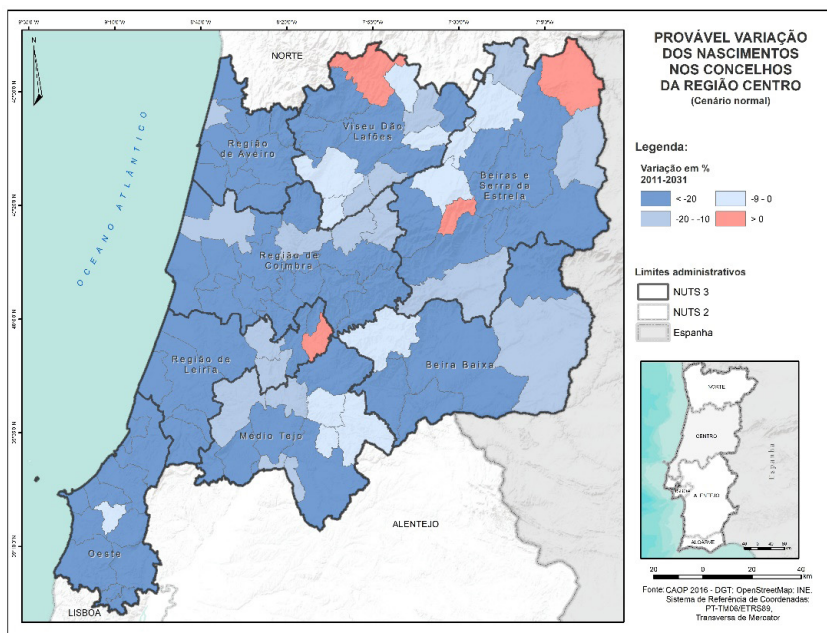 PROVÁVEL VARIAÇÃO
DOS NASCIMENTOS
NOS CONCELHOS
DA REGIÃO CENTRO
(Cenário normal)
Legenda:
Variação em %
2011-2031
< -20
-9 - 0
-20 - -10
> 0
Limites administrativos
NUTS 3
NUTS 2
Espanha
N
NORTE
OCEANO ATLÂNTICO
Região
de Aveiro
Viseu Dão
Lafões
Beiras e
Serra da
Estrela
Região de
Coimbra
Região de
Leiria
Beira Baixa
Médio Tejo
Oeste
ALENTEJO
LISBOA
NORTE
CENTRO
Espanha
ALENTEJO
ALGARVE
20 0 20 40
km
Fonte: CAOP 2016 - DGT; OpenStreetMap; INE.
Sistema de Referência de Coordenadas:
PT-TM06/ETRS89,
Transversa de Mercator